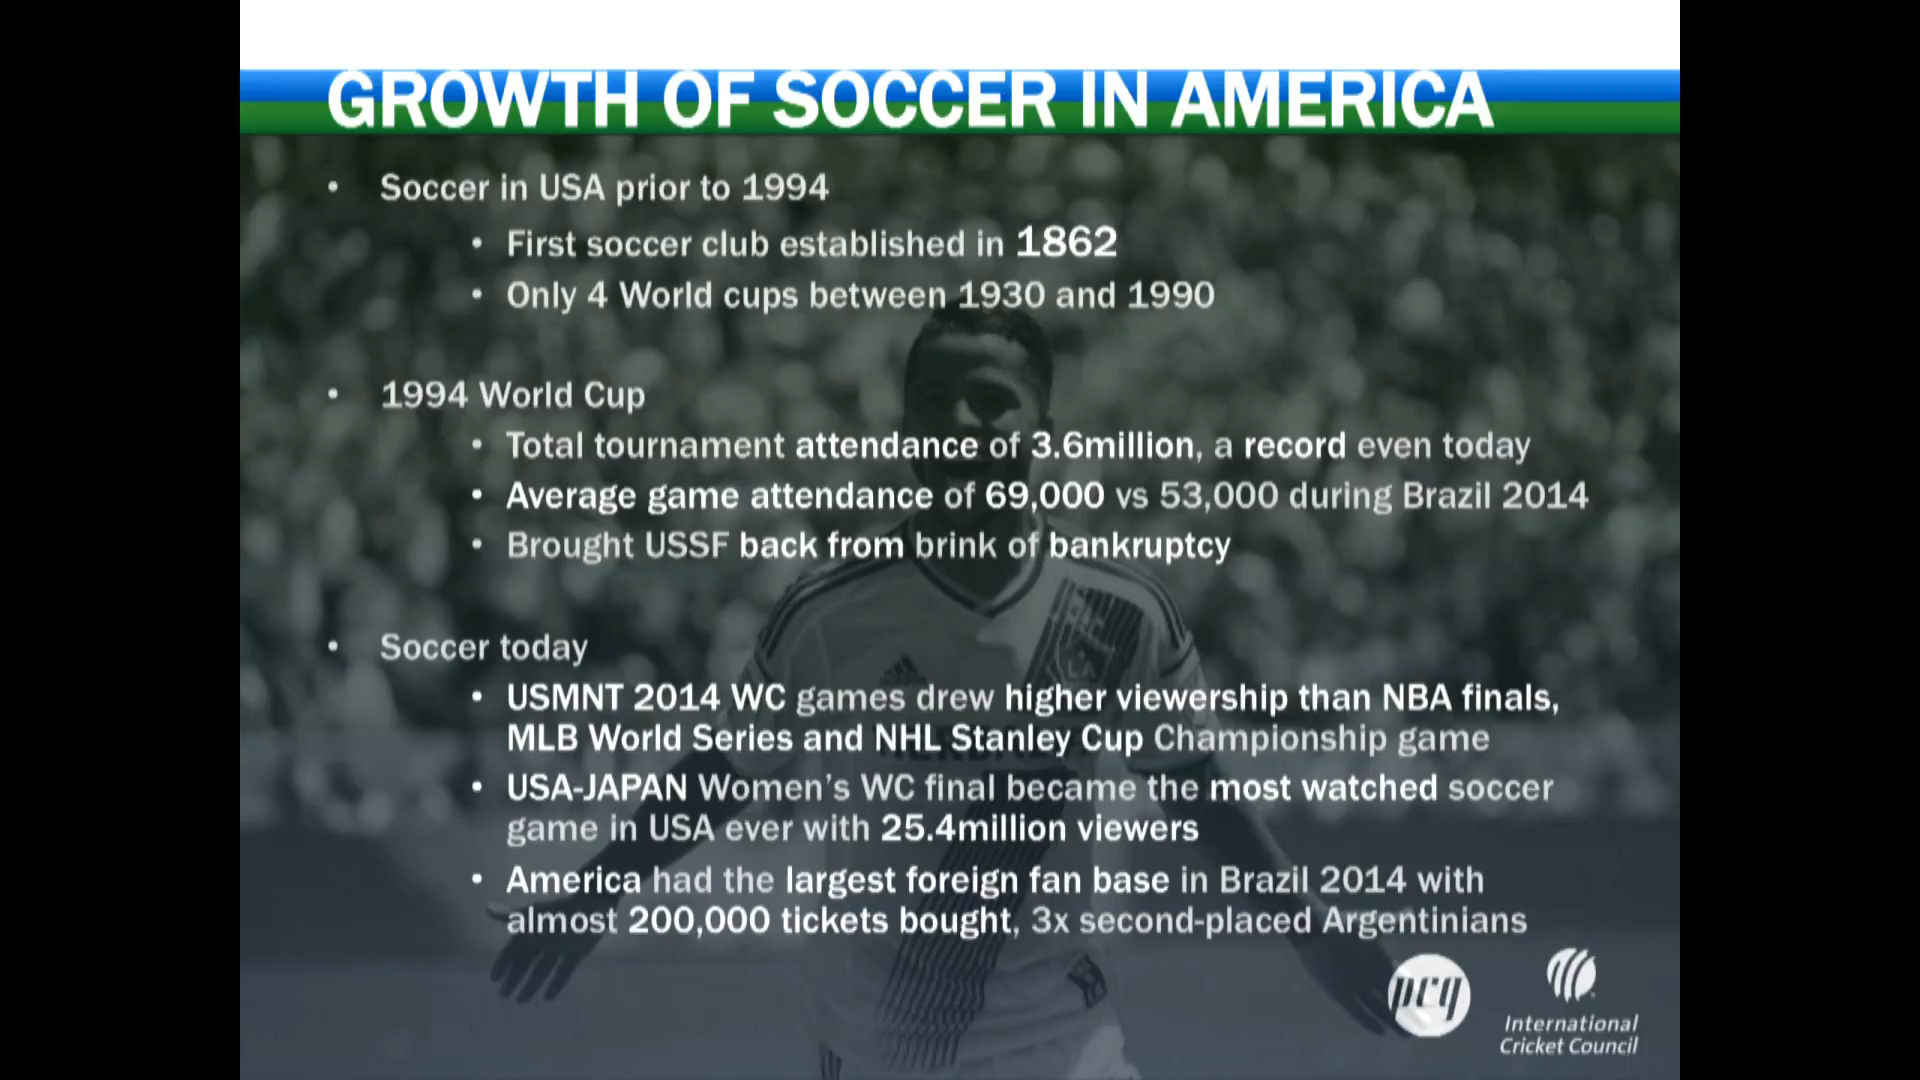 GROWTH OF SOCCER IN AMERICA
• Soccer in USA prior to 1994
• First soccer club established in 1862
• Only 4 World cups between 1930 and 1990
• 1994 World Cup
• Total tournament attendance of 3.6million, a record even today
• Average game attendance of 69,000 vs 53,000 during Brazil 2014
• Brought USSF back from brink of bankruptcy
• Soccer today
• USMNT 2014 WC games drew higher viewership than NBA finals,
MLB World Series and NHL Stanley Cup Championship game
• USA-JAPAN Women's WC final became the most watched soccer
game in USA ever with 25.4million viewers
• America had the largest foreign fan base in Brazil 2014 with
almost 200,000 tickets bought, 3x second-placed Argentinians
pcq
International
Cricket Council